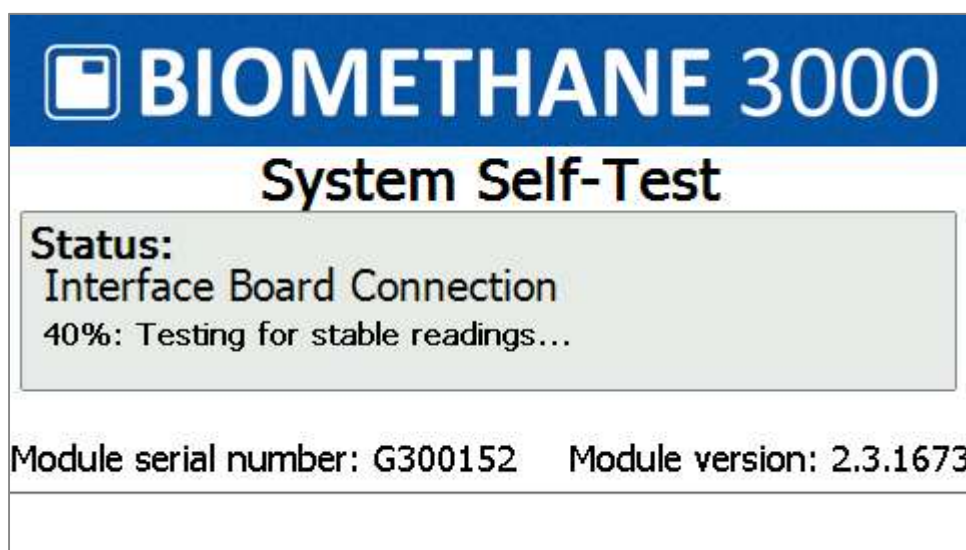 BIOMETHANE 3000
System Self-Test
Status:
Interface Board Connection
40%: Testing for stable readings...
Module serial number: G300152 Module version: 2.3.1673